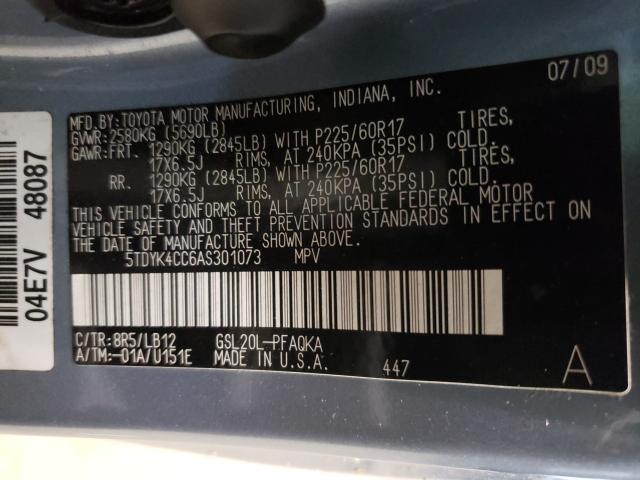 07/09
MFD.BY:TOYOTA MOTOR MANUFACTURING, INDIANA, INC.
GVWR:2580KG (5690LB)
GAWR:FRT. 1290KG (2845LB) WITH P225/60R17 TIRES,
17X6.5J RIMS, AT 240KPA (35PSI) COLD.
RR. 1290KG (2845LB) WITH P225/60R17 TIRES,
17X6.5J RIMS, AT 240KPA (35PSI) COLD.
THIS VEHICLE CONFORMS TO ALL APPLICABLE FEDERAL MOTOR
VEHICLE SAFETY AND THEFT PREVENTION STANDARDS IN EFFECT ON
THE DATE OF MANUFACTURE SHOWN ABOVE.
5TDYK4CC6AS301073 MPV
C/TR:8R5/LB12 GSL20L-PFAQKA
A/TM:-01A/U151E MADE IN U.S.A.
447
A
04E7V 48087